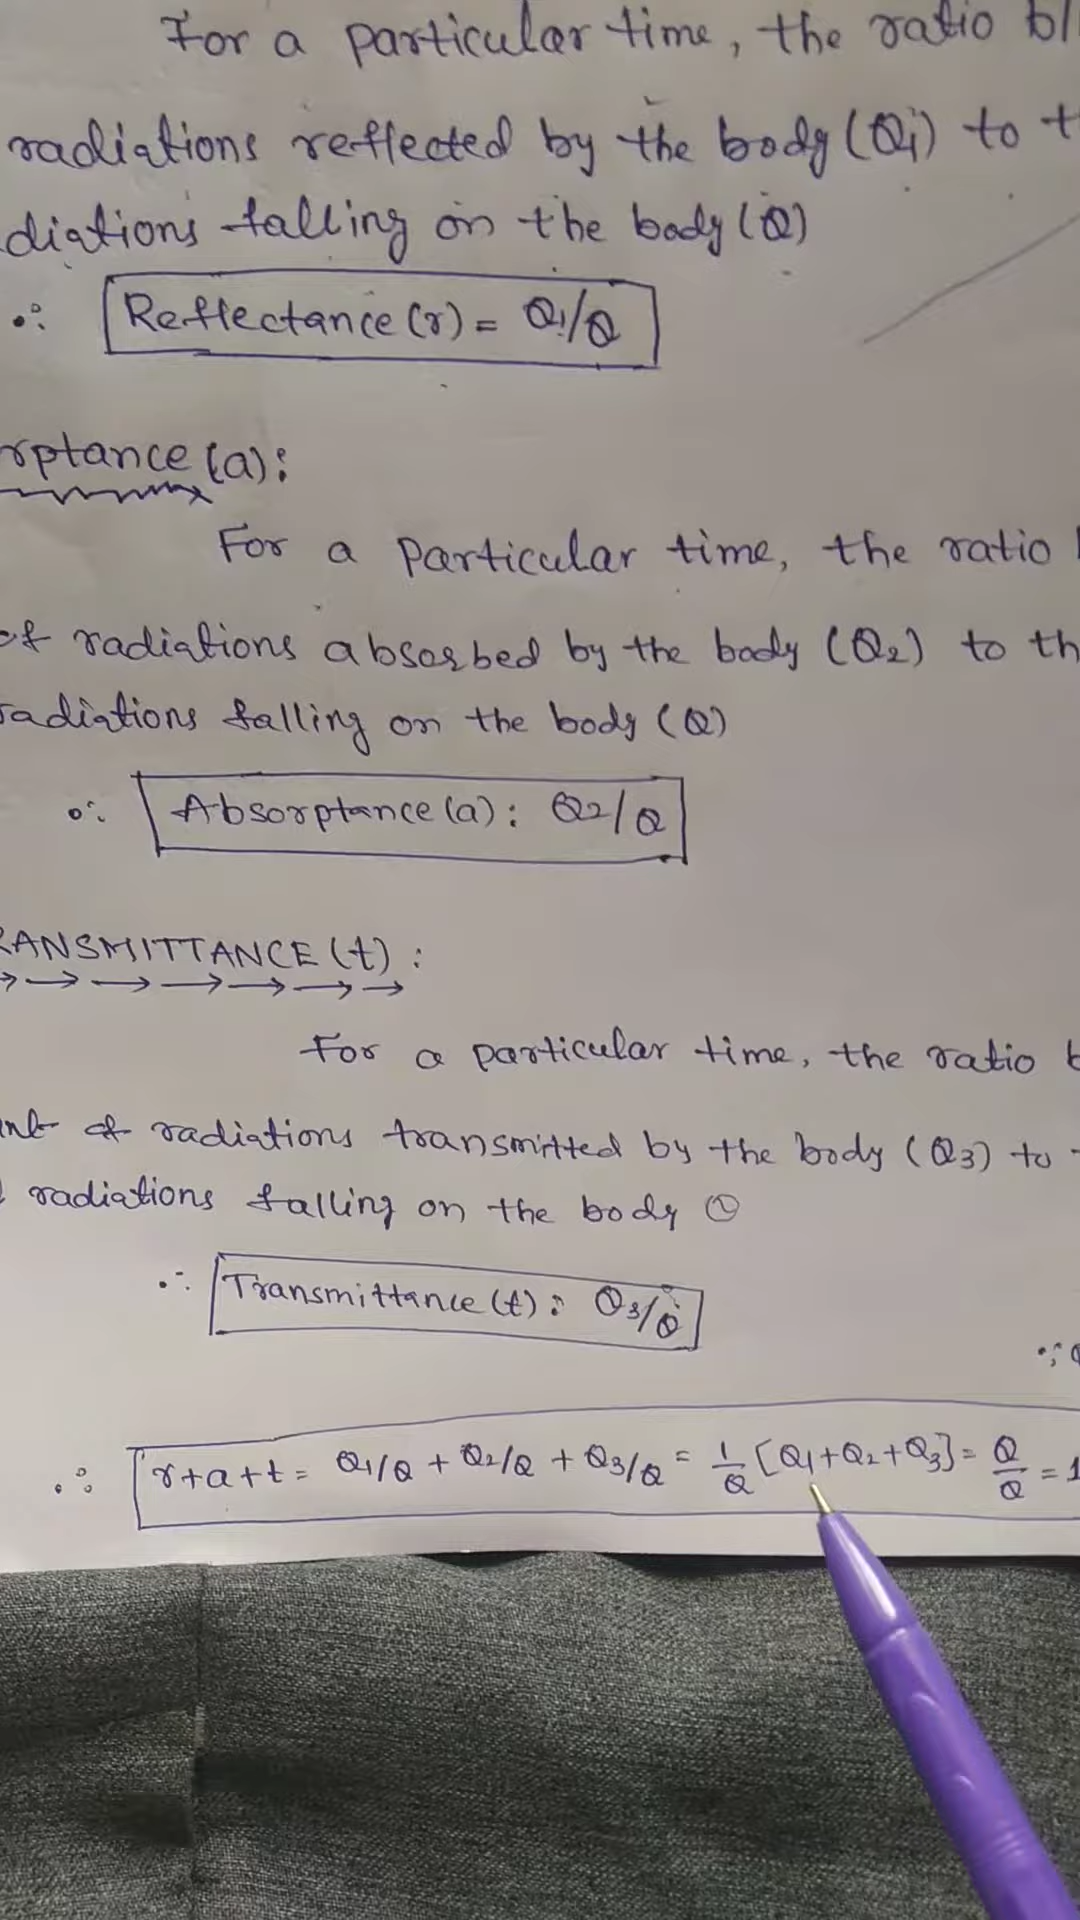 For a particular time, the ratio b/
radiations reflected by the body (Q1) to t
diations falling on the body (Q)
∴ Reflectance (r) = Q1/Q
rptance (a):
For a particular time, the ratio
of radiations absorbed by the body (Q2) to th
radiations falling on the body (Q)
∴ Absorptance (a): Q2/Q
RANSMITTANCE (t):
For a particular time, the ratio b
of radiations transmitted by the body (Q3) to
radiations falling on the body Q
∴ Transmittance (t): Q3/Q
∵
∴ r+a+t = Q1/Q + Q2/Q + Q3/Q = 1/Q [Q1+Q2+Q3] = Q/Q = 1